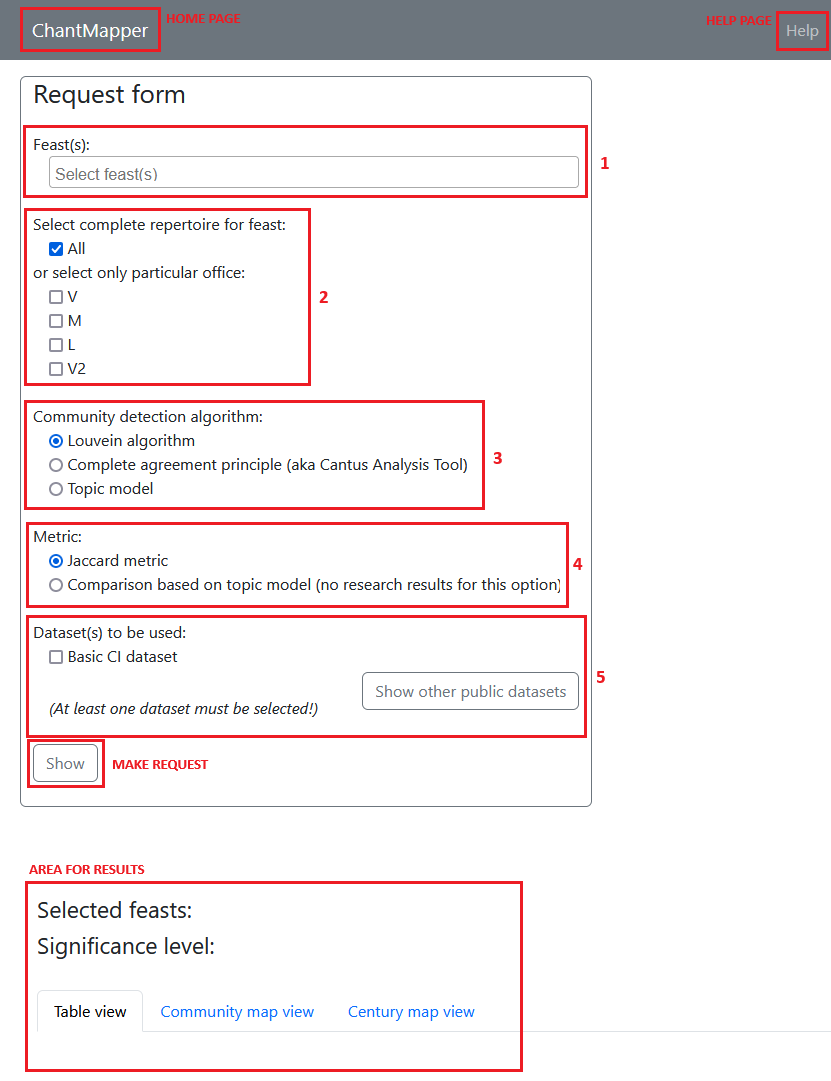 ChantMapper HOME PAGE HELP PAGE Help
Request form
Feast(s):
Select feast(s)
1
Select complete repertoire for feast:
All
or select only particular office:
V
2
M
L
V2
Community detection algorithm:
Louvein algorithm
Complete agreement principle (aka Cantus Analysis Tool)
3
Topic model
Metric:
Jaccard metric
4
Comparison based on topic model (no research results for this option)
Dataset(s) to be used:
Basic CI dataset
5
Show other public datasets
(At least one dataset must be selected!)
Show MAKE REQUEST
AREA FOR RESULTS
Selected feasts:
Significance level:
Table view Community map view Century map view